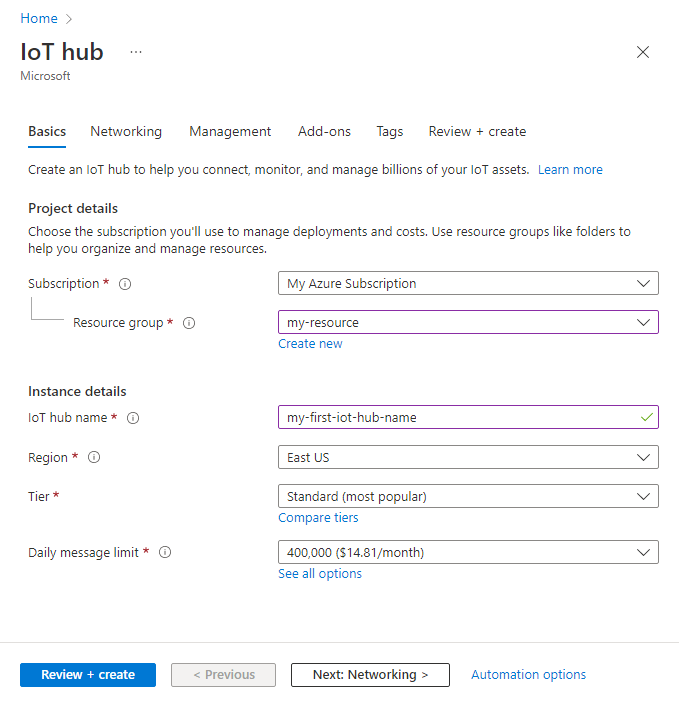 Home
IoT hub ...
Microsoft
Basics Networking Management Add-ons Tags Review + create
Create an IoT hub to help you connect, monitor, and manage billions of your IoT assets. Learn more
Project details
Choose the subscription you'll use to manage deployments and costs. Use resource groups like folders to
help you organize and manage resources.
Subscription * My Azure Subscription
Resource group * my-resource
Create new
Instance details
IoT hub name * my-first-iot-hub-name
Region * East US
Tier * Standard (most popular)
Compare tiers
Daily message limit * 400,000 ($14.81/month)
See all options
Review + create < Previous Next: Networking > Automation options